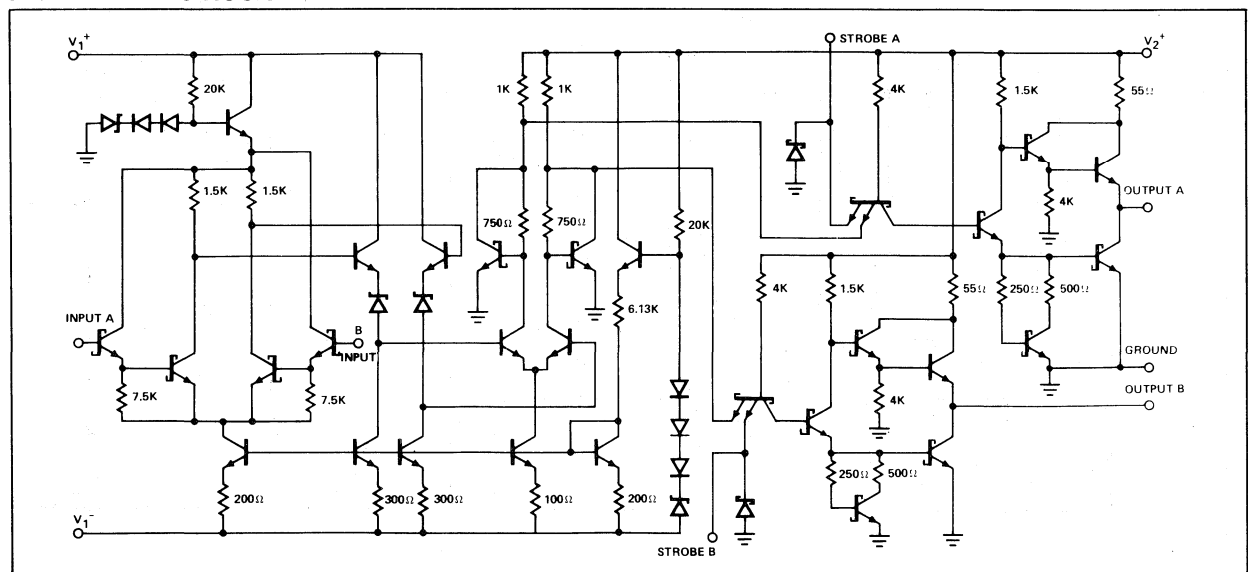 V1+
STROBE A
V2+
20K
1K
1K
4K
1.5K
55Ω
1.5K
1.5K
4K
OUTPUT A
750Ω
750Ω
20K
4K
1.5K
55Ω
250Ω
500Ω
6.13K
INPUT A
B
INPUT
GROUND
7.5K
7.5K
4K
OUTPUT B
200Ω
300Ω
300Ω
100Ω
200Ω
250Ω
500Ω
V1-
STROBE B